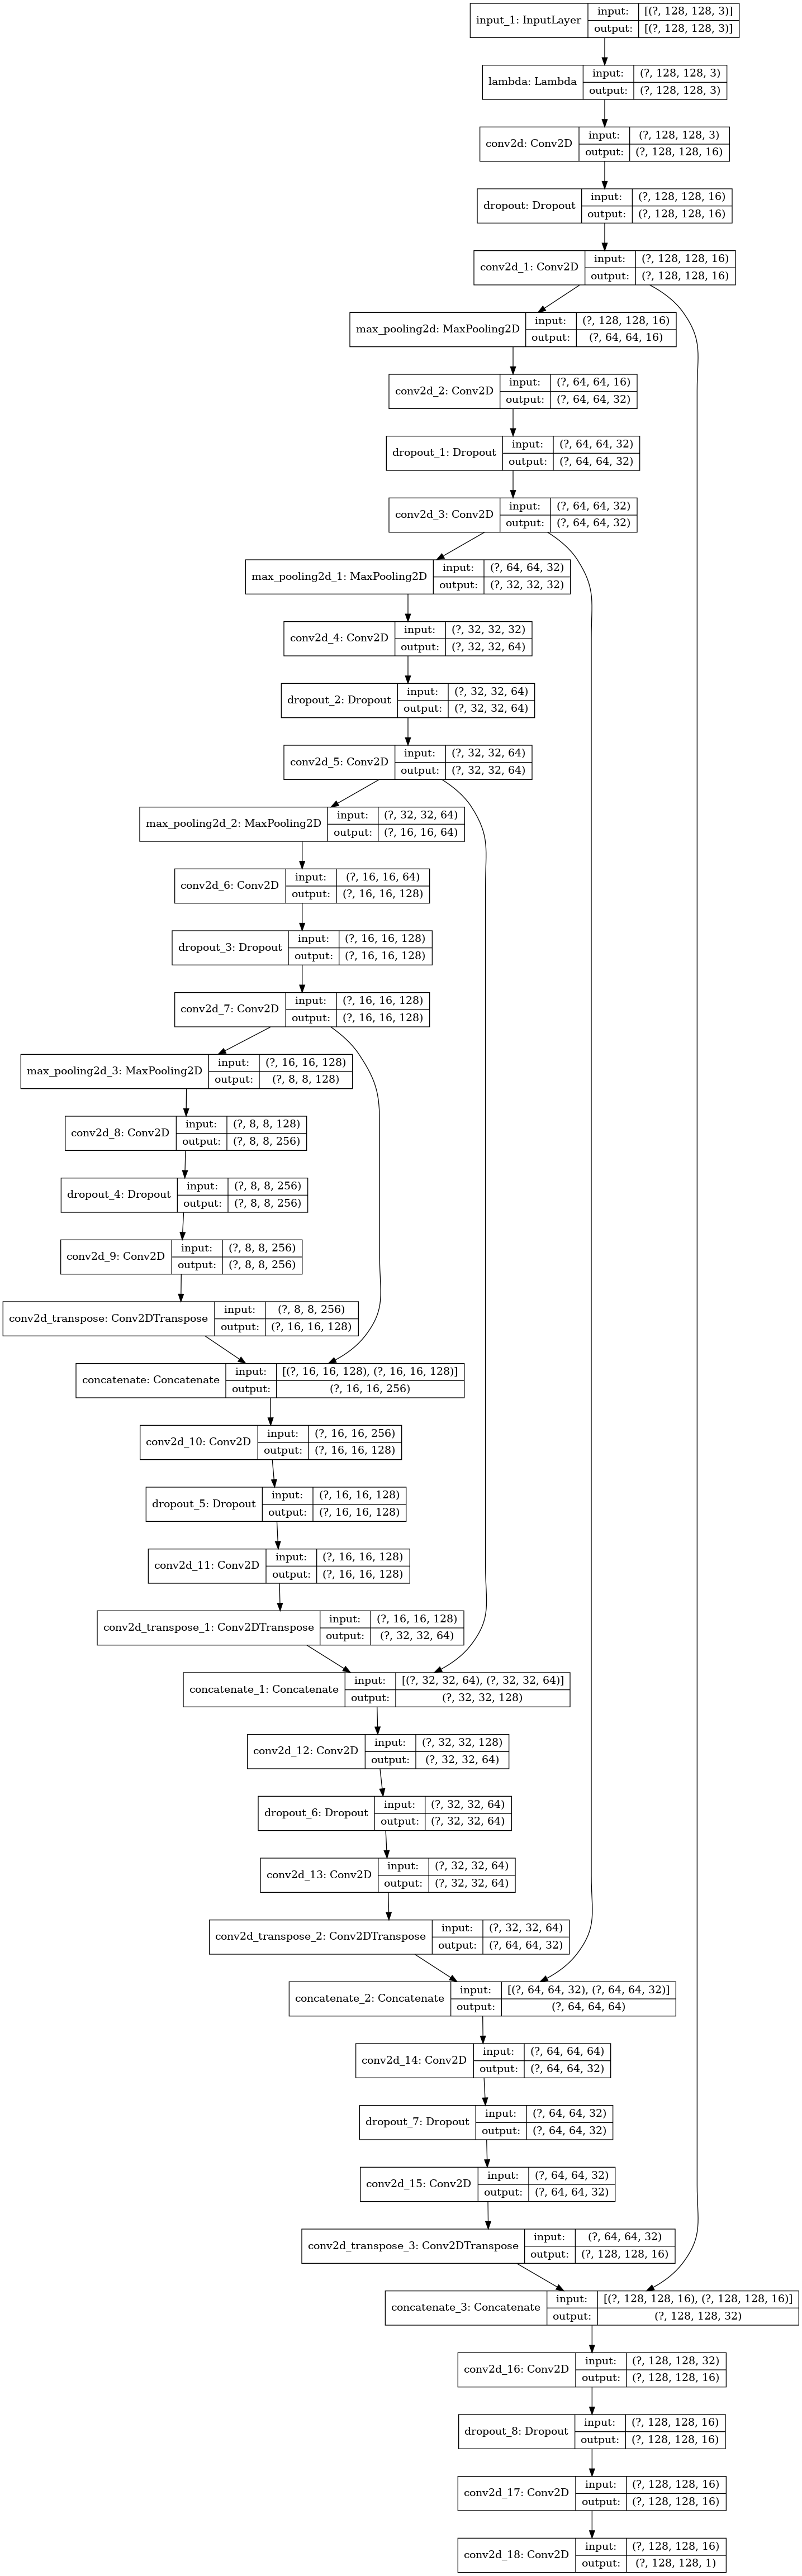 input_1: InputLayer
input: [(?, 128, 128, 3)]
output: [(?, 128, 128, 3)]
lambda: Lambda
input: (?, 128, 128, 3)
output: (?, 128, 128, 3)
conv2d: Conv2D
input: (?, 128, 128, 3)
output: (?, 128, 128, 16)
dropout: Dropout
input: (?, 128, 128, 16)
output: (?, 128, 128, 16)
conv2d_1: Conv2D
input: (?, 128, 128, 16)
output: (?, 128, 128, 16)
max_pooling2d: MaxPooling2D
input: (?, 128, 128, 16)
output: (?, 64, 64, 16)
conv2d_2: Conv2D
input: (?, 64, 64, 16)
output: (?, 64, 64, 32)
dropout_1: Dropout
input: (?, 64, 64, 32)
output: (?, 64, 64, 32)
conv2d_3: Conv2D
input: (?, 64, 64, 32)
output: (?, 64, 64, 32)
max_pooling2d_1: MaxPooling2D
input: (?, 64, 64, 32)
output: (?, 32, 32, 32)
conv2d_4: Conv2D
input: (?, 32, 32, 32)
output: (?, 32, 32, 64)
dropout_2: Dropout
input: (?, 32, 32, 64)
output: (?, 32, 32, 64)
conv2d_5: Conv2D
input: (?, 32, 32, 64)
output: (?, 32, 32, 64)
max_pooling2d_2: MaxPooling2D
input: (?, 32, 32, 64)
output: (?, 16, 16, 64)
conv2d_6: Conv2D
input: (?, 16, 16, 64)
output: (?, 16, 16, 128)
dropout_3: Dropout
input: (?, 16, 16, 128)
output: (?, 16, 16, 128)
conv2d_7: Conv2D
input: (?, 16, 16, 128)
output: (?, 16, 16, 128)
max_pooling2d_3: MaxPooling2D
input: (?, 16, 16, 128)
output: (?, 8, 8, 128)
conv2d_8: Conv2D
input: (?, 8, 8, 128)
output: (?, 8, 8, 256)
dropout_4: Dropout
input: (?, 8, 8, 256)
output: (?, 8, 8, 256)
conv2d_9: Conv2D
input: (?, 8, 8, 256)
output: (?, 8, 8, 256)
conv2d_transpose: Conv2DTranspose
input: (?, 8, 8, 256)
output: (?, 16, 16, 128)
concatenate: Concatenate
input: [(?, 16, 16, 128), (?, 16, 16, 128)]
output: (?, 16, 16, 256)
conv2d_10: Conv2D
input: (?, 16, 16, 256)
output: (?, 16, 16, 128)
dropout_5: Dropout
input: (?, 16, 16, 128)
output: (?, 16, 16, 128)
conv2d_11: Conv2D
input: (?, 16, 16, 128)
output: (?, 16, 16, 128)
conv2d_transpose_1: Conv2DTranspose
input: (?, 16, 16, 128)
output: (?, 32, 32, 64)
concatenate_1: Concatenate
input: [(?, 32, 32, 64), (?, 32, 32, 64)]
output: (?, 32, 32, 128)
conv2d_12: Conv2D
input: (?, 32, 32, 128)
output: (?, 32, 32, 64)
dropout_6: Dropout
input: (?, 32, 32, 64)
output: (?, 32, 32, 64)
conv2d_13: Conv2D
input: (?, 32, 32, 64)
output: (?, 32, 32, 64)
conv2d_transpose_2: Conv2DTranspose
input: (?, 32, 32, 64)
output: (?, 64, 64, 32)
concatenate_2: Concatenate
input: [(?, 64, 64, 32), (?, 64, 64, 32)]
output: (?, 64, 64, 64)
conv2d_14: Conv2D
input: (?, 64, 64, 64)
output: (?, 64, 64, 32)
dropout_7: Dropout
input: (?, 64, 64, 32)
output: (?, 64, 64, 32)
conv2d_15: Conv2D
input: (?, 64, 64, 32)
output: (?, 64, 64, 32)
conv2d_transpose_3: Conv2DTranspose
input: (?, 64, 64, 32)
output: (?, 128, 128, 16)
concatenate_3: Concatenate
input: [(?, 128, 128, 16), (?, 128, 128, 16)]
output: (?, 128, 128, 32)
conv2d_16: Conv2D
input: (?, 128, 128, 32)
output: (?, 128, 128, 16)
dropout_8: Dropout
input: (?, 128, 128, 16)
output: (?, 128, 128, 16)
conv2d_17: Conv2D
input: (?, 128, 128, 16)
output: (?, 128, 128, 16)
conv2d_18: Conv2D
input: (?, 128, 128, 16)
output: (?, 128, 128, 1)